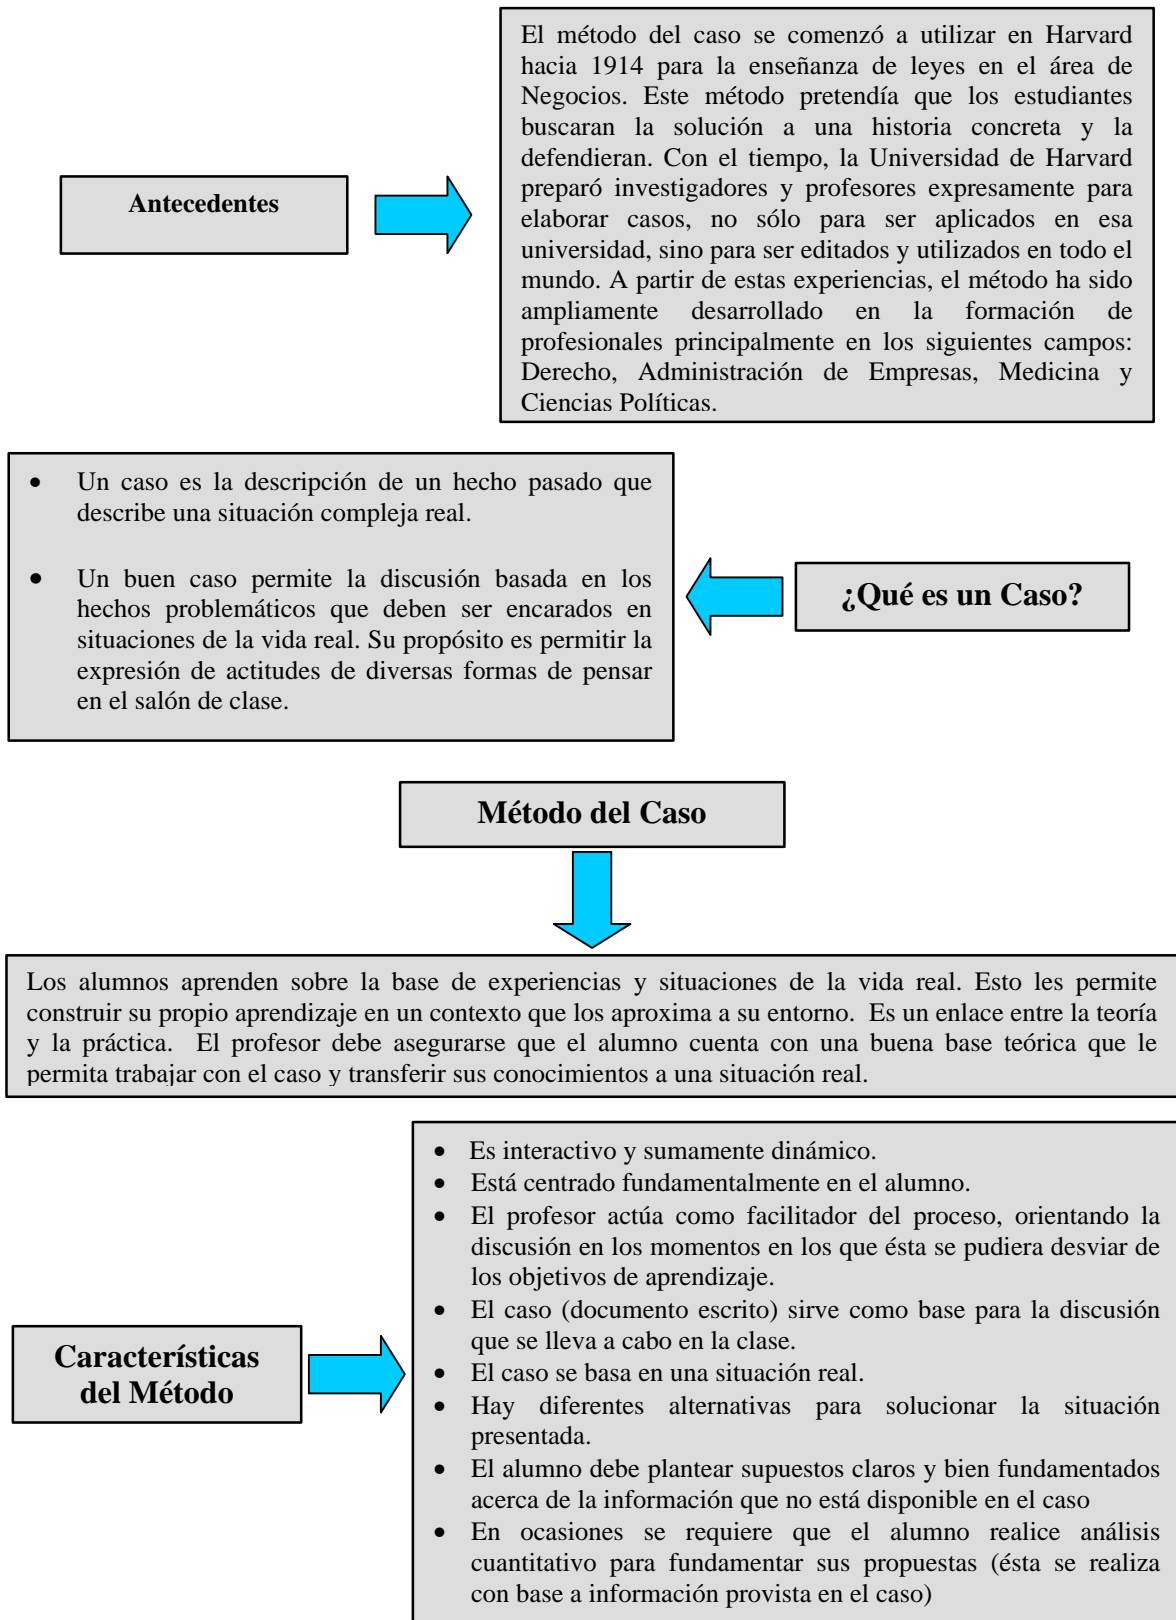 El método del caso se comenzó a utilizar en Harvard
hacia 1914 para la enseñanza de leyes en el área de
Negocios. Este método pretendía que los estudiantes
buscaran la solución a una historia concreta y la
defendieran. Con el tiempo, la Universidad de Harvard
preparó investigadores y profesores expresamente para
elaborar casos, no sólo para ser aplicados en esa
universidad, sino para ser editados y utilizados en todo el
mundo. A partir de estas experiencias, el método ha sido
ampliamente desarrollado en la formación de
profesionales principalmente en los siguientes campos:
Derecho, Administración de Empresas, Medicina y
Ciencias Políticas.
Antecedentes
• Un caso es la descripción de un hecho pasado que
describe una situación compleja real.
• Un buen caso permite la discusión basada en los
hechos problemáticos que deben ser encarados en
situaciones de la vida real. Su propósito es permitir la
expresión de actitudes de diversas formas de pensar
en el salón de clase.
¿Qué es un Caso?
Método del Caso
Los alumnos aprenden sobre la base de experiencias y situaciones de la vida real. Esto les permite
construir su propio aprendizaje en un contexto que los aproxima a su entorno. Es un enlace entre la teoría
y la práctica. El profesor debe asegurarse que el alumno cuenta con una buena base teórica que le
permita trabajar con el caso y transferir sus conocimientos a una situación real.
Características
del Método
• Es interactivo y sumamente dinámico.
• Está centrado fundamentalmente en el alumno.
• El profesor actúa como facilitador del proceso, orientando la
discusión en los momentos en los que ésta se pudiera desviar de
los objetivos de aprendizaje.
• El caso (documento escrito) sirve como base para la discusión
que se lleva a cabo en la clase.
• El caso se basa en una situación real.
• Hay diferentes alternativas para solucionar la situación
presentada.
• El alumno debe plantear supuestos claros y bien fundamentados
acerca de la información que no está disponible en el caso
• En ocasiones se requiere que el alumno realice análisis
cuantitativo para fundamentar sus propuestas (ésta se realiza
con base a información provista en el caso)